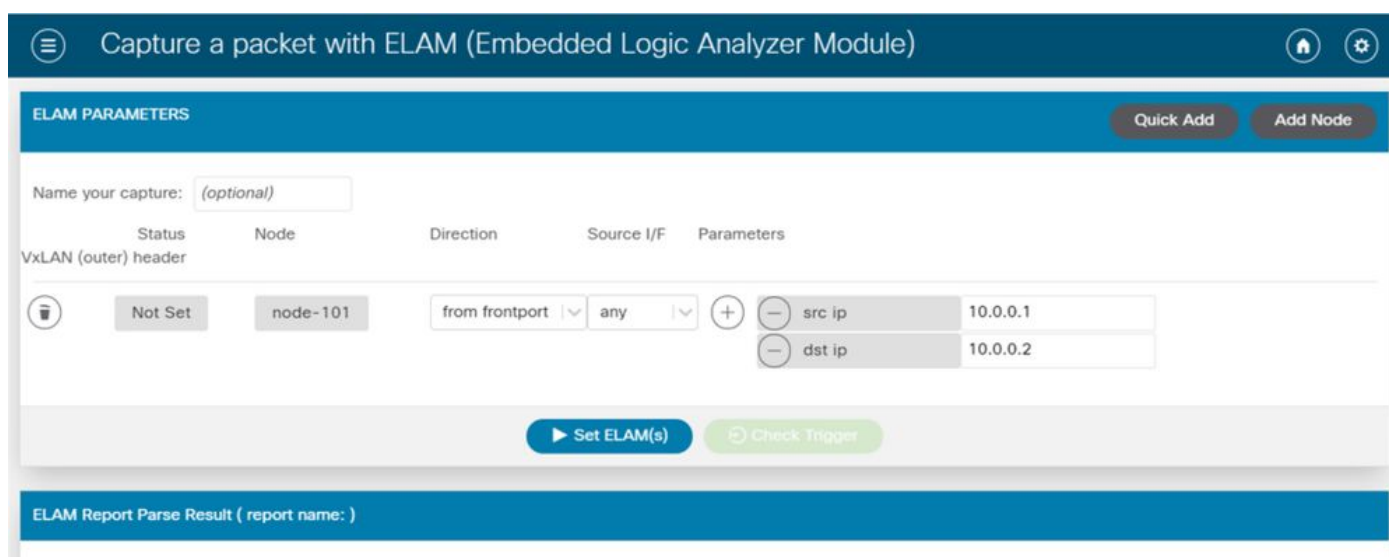 Capture a packet with ELAM (Embedded Logic Analyzer Module)
ELAM PARAMETERS
Quick Add
Add Node
Name your capture: (optional)
Status Node Direction Source I/F Parameters
VxLAN (outer) header
Not Set node-101 from frontport any src ip 10.0.0.1
dst ip 10.0.0.2
Set ELAM(s) Check Trigger
ELAM Report Parse Result ( report name: )